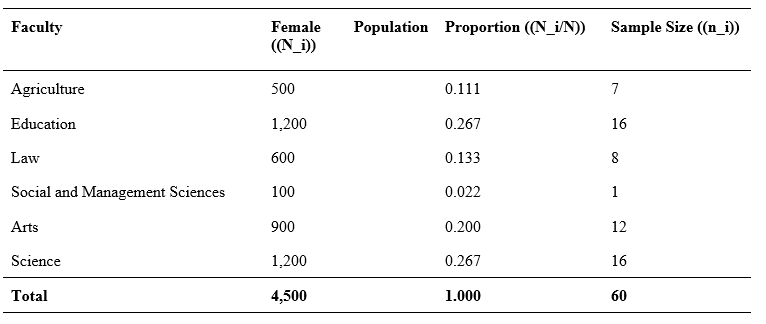 Faculty Female Population Proportion ((N_i/N)) Sample Size ((n_i))
((N_i))
Agriculture 500 0.111 7
Education 1,200 0.267 16
Law 600 0.133 8
Social and Management Sciences 100 0.022 1
Arts 900 0.200 12
Science 1,200 0.267 16
Total 4,500 1.000 60